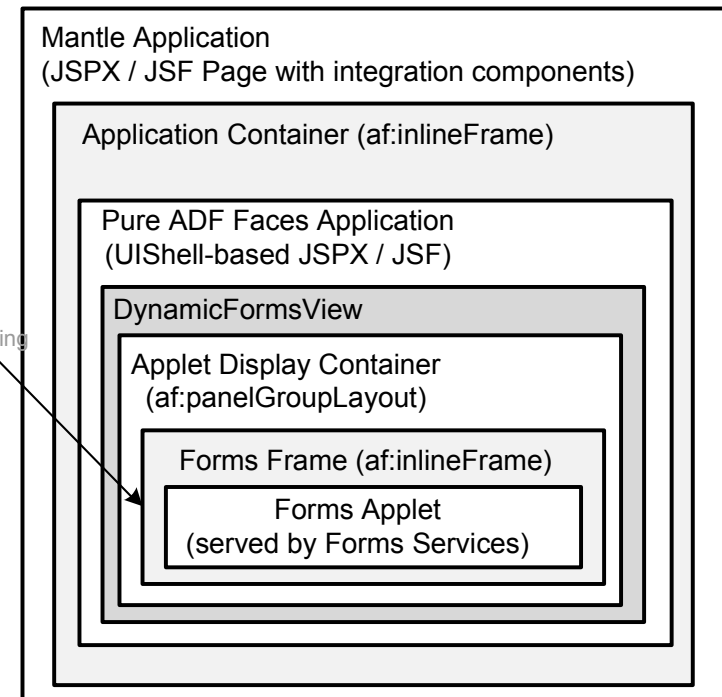 Mantle Application
(JSPX / JSF Page with integration components)
Application Container (af:inlineFrame)
Pure ADF Faces Application
(UIShell-based JSPX / JSF)
DynamicFormsView
Applet Display Container
(af:panelGroupLayout)
Forms Frame (af:inlineFrame)
Forms Applet
(served by Forms Services)